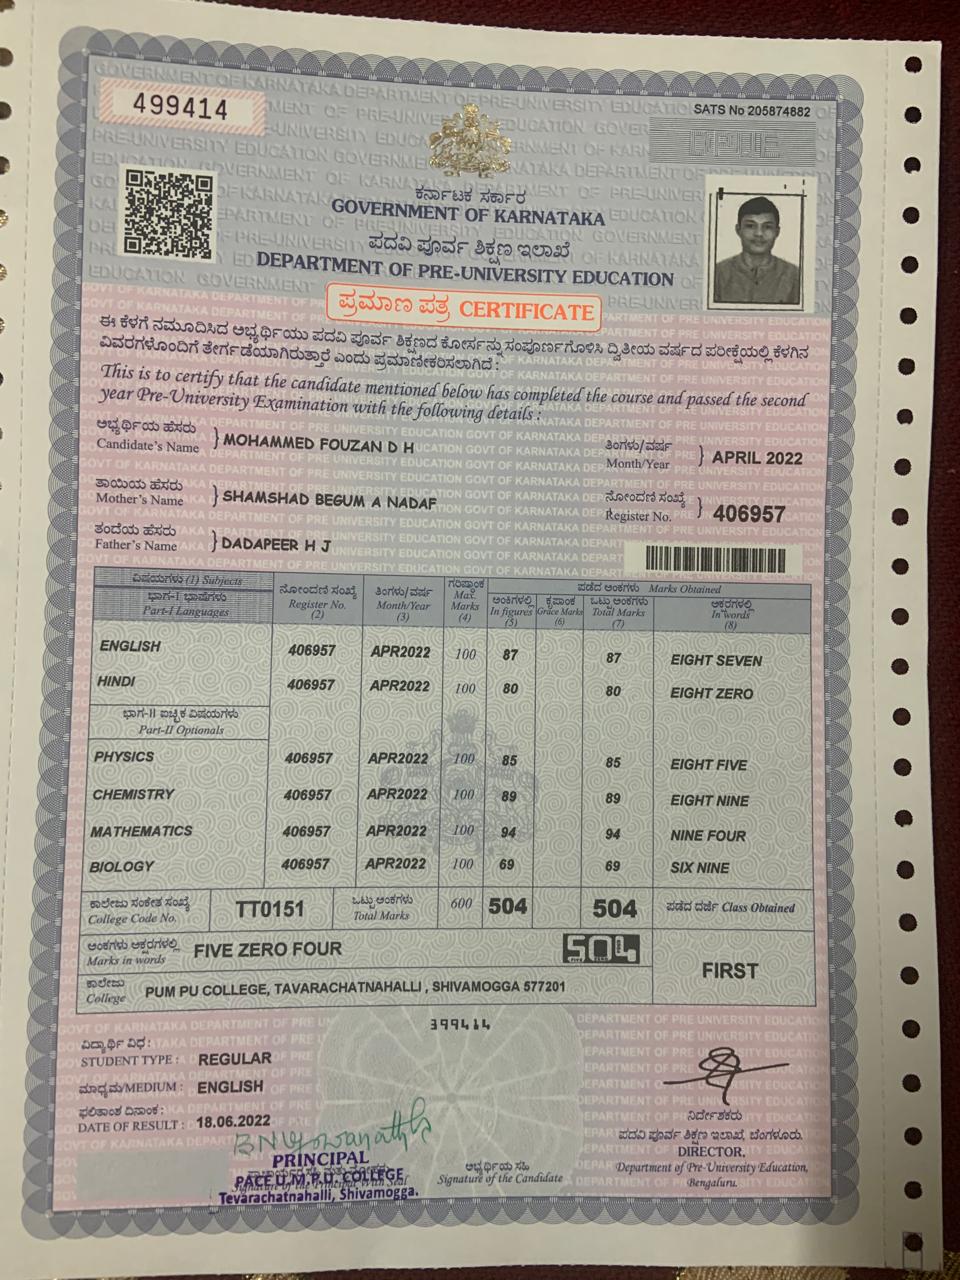 499414
SATS No 205874882
ಕರ್ನಾಟಕ ಸರ್ಕಾರ
GOVERNMENT OF KARNATAKA
ಪದವಿ ಪೂರ್ವ ಶಿಕ್ಷಣ ಇಲಾಖೆ
DEPARTMENT OF PRE-UNIVERSITY EDUCATION
ಪ್ರಮಾಣ ಪತ್ರ CERTIFICATE
ಈ ಕೆಳಗೆ ನಮೂದಿಸಿದ ಅಭ್ಯರ್ಥಿಯು ಪದವಿ ಪೂರ್ವ ಶಿಕ್ಷಣದ ಕೋರ್ಸನ್ನು ಸಂಪೂರ್ಣಗೊಳಿಸಿ ದ್ವಿತೀಯ ವರ್ಷದ ಪರೀಕ್ಷೆಯಲ್ಲಿ ಕೆಳಗಿನ
ವಿವರಗಳೊಂದಿಗೆ ತೇರ್ಗಡೆಯಾಗಿರುತ್ತಾರೆ ಎಂದು ಪ್ರಮಾಣೀಕರಿಸಲಾಗಿದೆ :
This is to certify that the candidate mentioned below has completed the course and passed the second
year Pre-University Examination with the following details :
ಅಭ್ಯರ್ಥಿಯ ಹೆಸರು
Candidate's Name } MOHAMMED FOUZAN D H
ತಿಂಗಳು/ವರ್ಷ
Month/Year } APRIL 2022
ತಾಯಿಯ ಹೆಸರು
Mother's Name } SHAMSHAD BEGUM A NADAF
ನೋಂದಣಿ ಸಂಖ್ಯೆ
Register No. } 406957
ತಂದೆಯ ಹೆಸರು
Father's Name } DADAPEER H J
ವಿಷಯಗಳು (1) Subjects
ಭಾಗ-I ಭಾಷೆಗಳು
Part-I Languages
ನೋಂದಣಿ ಸಂಖ್ಯೆ
Register No.
(2)
ತಿಂಗಳು/ವರ್ಷ
Month/Year
(3)
ಗರಿಷ್ಠಾಂಕ
Max.
Marks
(4)
ಪಡೆದ ಅಂಕಗಳು Marks Obtained
ಅಂಕಿಗಳಲ್ಲಿ
In figures
(5)
ಕೃಪಾಂಕ
Grace Marks
(6)
ಒಟ್ಟು ಅಂಕಗಳು
Total Marks
(7)
ಅಕ್ಷರಗಳಲ್ಲಿ
In words
(8)
ENGLISH 406957 APR2022 100 87 87 EIGHT SEVEN
HINDI 406957 APR2022 100 80 80 EIGHT ZERO
ಭಾಗ-II ಐಚ್ಛಿಕ ವಿಷಯಗಳು
Part-II Optionals
PHYSICS 406957 APR2022 100 85 85 EIGHT FIVE
CHEMISTRY 406957 APR2022 100 89 89 EIGHT NINE
MATHEMATICS 406957 APR2022 100 94 94 NINE FOUR
BIOLOGY 406957 APR2022 100 69 69 SIX NINE
ಕಾಲೇಜು ಸಂಕೇತ ಸಂಖ್ಯೆ
College Code No.
TT0151
ಒಟ್ಟು ಅಂಕಗಳು
Total Marks
600 504 504
ಪಡೆದ ದರ್ಜೆ Class Obtained
ಅಂಕಗಳು ಅಕ್ಷರಗಳಲ್ಲಿ
Marks in words
FIVE ZERO FOUR
504
FIRST
ಕಾಲೇಜು
College
PUM PU COLLEGE, TAVARACHATNAHALLI , SHIVAMOGGA 577201
399414
ವಿದ್ಯಾರ್ಥಿ ವಿಧ :
STUDENT TYPE : REGULAR
ಮಾಧ್ಯಮ/MEDIUM : ENGLISH
ಫಲಿತಾಂಶ ದಿನಾಂಕ :
DATE OF RESULT : 18.06.2022
PRINCIPAL
PACE U.M.P.U. COLLEGE
Tevarachatnahalli, Shivamogga.
ಅಭ್ಯರ್ಥಿಯ ಸಹಿ
Signature of the Candidate
ನಿರ್ದೇಶಕರು
ಪದವಿ ಪೂರ್ವ ಶಿಕ್ಷಣ ಇಲಾಖೆ, ಬೆಂಗಳೂರು.
DIRECTOR,
Department of Pre-University Education,
Bengaluru.